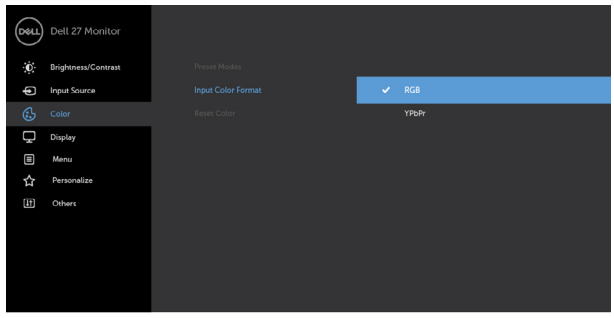 DELL
Dell 27 Monitor
Brightness/Contrast
Input Source
Color
Display
Menu
Personalize
Others
Preset Modes
Input Color Format
Reset Color
RGB
YPbPr